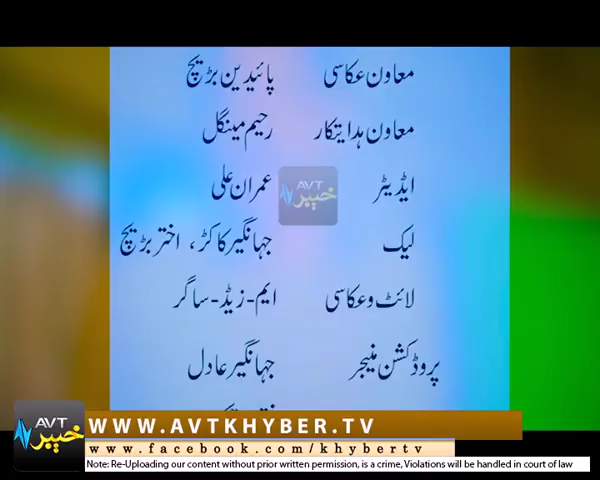 معاون عکاسی پائیدین بڑیچ
معاون ہدایتکار رحیم مینگل
ایڈیٹر عمران علی
لیک جہانگیر کاکڑ، اختر بڑیچ
لائٹ و عکاسی ایم-زیڈ-ساگر
پروڈکشن منیجر جہانگیر عادل
AVT
خیبر
AVT
خیبر
WWW.AVTKHYBER.TV
www.facebook.com/khybertv
Note: Re-Uploading our content without prior written permission, is a crime, Violations will be handled in court of law